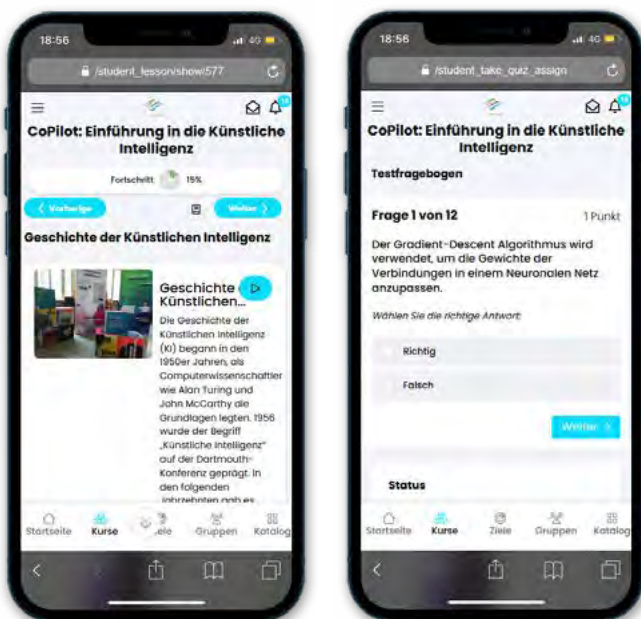 18:56
4G
/student_lesson/show/577
CoPilot: Einführung in die Künstliche
Intelligenz
Fortschritt 15%
< Vorherige
Weiter >
Geschichte der Künstlichen Intelligenz
Geschichte
Künstlichen...
Die Geschichte der
Künstlichen Intelligenz
(KI) begann in den
1950er Jahren, als
Computerwissenschaftler
wie Alan Turing und
John McCarthy die
Grundlagen legten. 1956
wurde der Begriff
„Künstliche Intelligenz"
auf der Dartmouth-
Konferenz geprägt. In
den folgenden
Jahrzehnten gab es
Startseite Kurse Ziele Gruppen Katalog
18:56
4G
/student_take_quiz_assign
CoPilot: Einführung in die Künstliche
Intelligenz
Testfragebogen
Frage 1 von 12 1 Punkt
Der Gradient-Descent Algorithmus wird
verwendet, um die Gewichte der
Verbindungen in einem Neuronalen Netz
anzupassen.
Wählen Sie die richtige Antwort:
Richtig
Falsch
Weiter >
Status
Startseite Kurse Ziele Gruppen Katalog